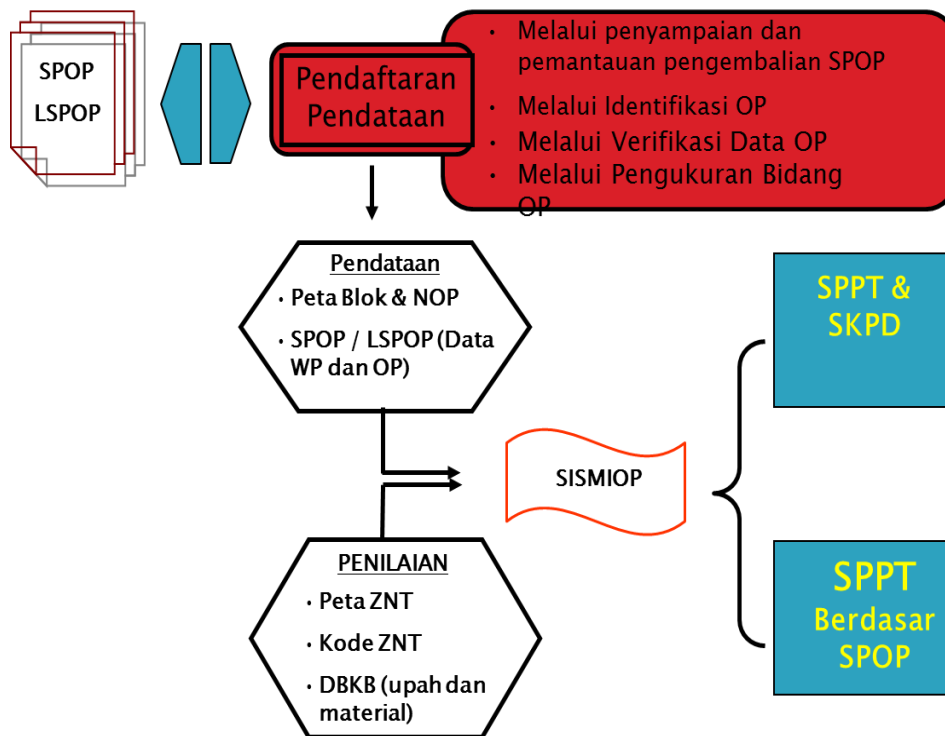 SPOP
LSPOP
Pendaftaran
Pendataan
• Melalui penyampaian dan
pemantauan pengembalian SPOP
• Melalui Identifikasi OP
• Melalui Verifikasi Data OP
• Melalui Pengukuran Bidang
OP
Pendataan
• Peta Blok & NOP
• SPOP / LSPOP (Data
WP dan OP)
SISMIOP
PENILAIAN
• Peta ZNT
• Kode ZNT
• DBKB (upah dan
material)
SPPT &
SKPD
SPPT
Berdasar
SPOP